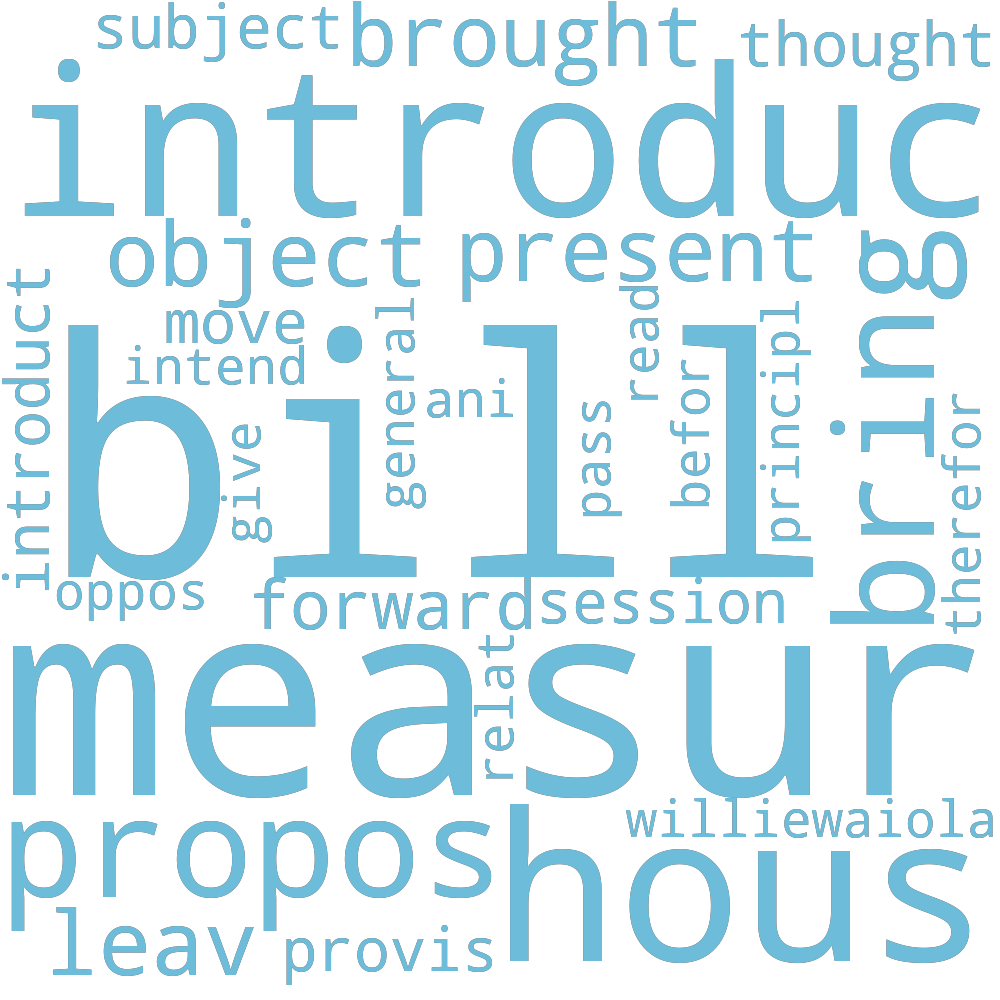 subject
brought
thought
introduc
object
present
bring
introduct
move
general
read
principl
intend
ani
befor
bill
give
pass
therefor
oppos
forward
session
relat
measur
williewaiola
propos
hous
leav
provis